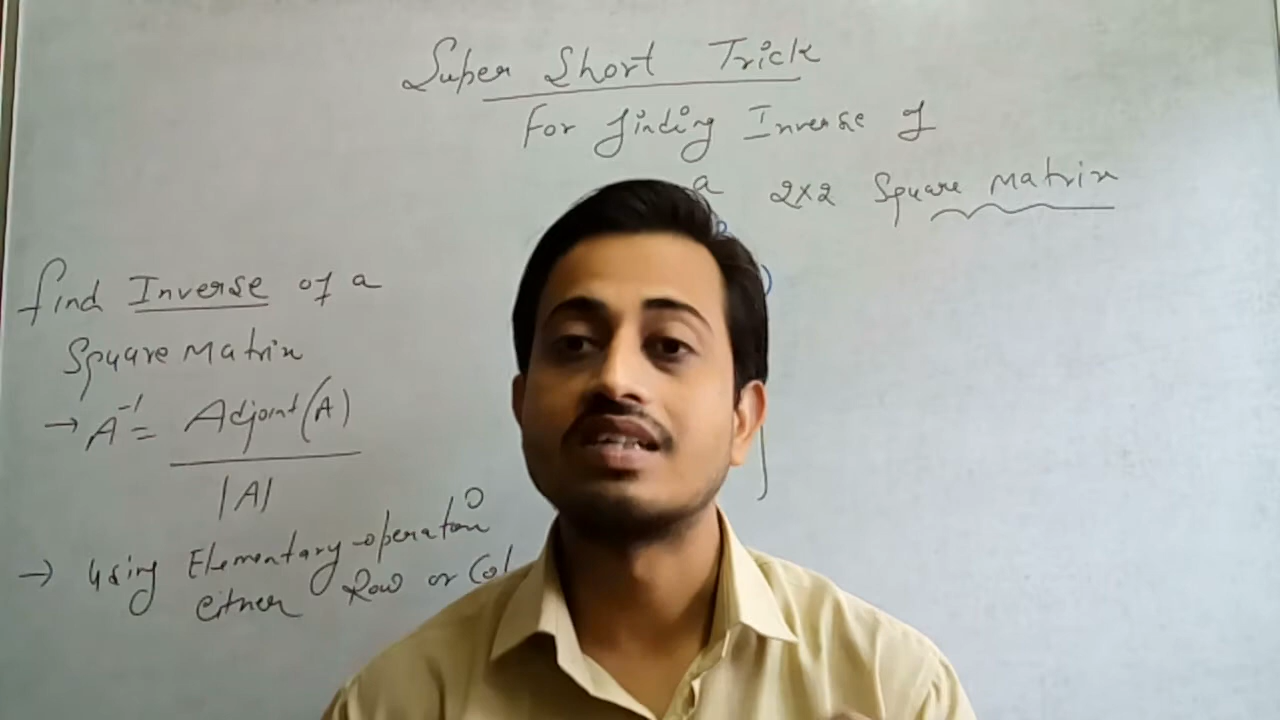 Super Short Trick
For finding Inverse of
a 2x2 Square Matrix
find Inverse of a
Square Matrix
→ A⁻¹ = Adjoint(A)
|A|
→ Using Elementary operation
either Row or Col